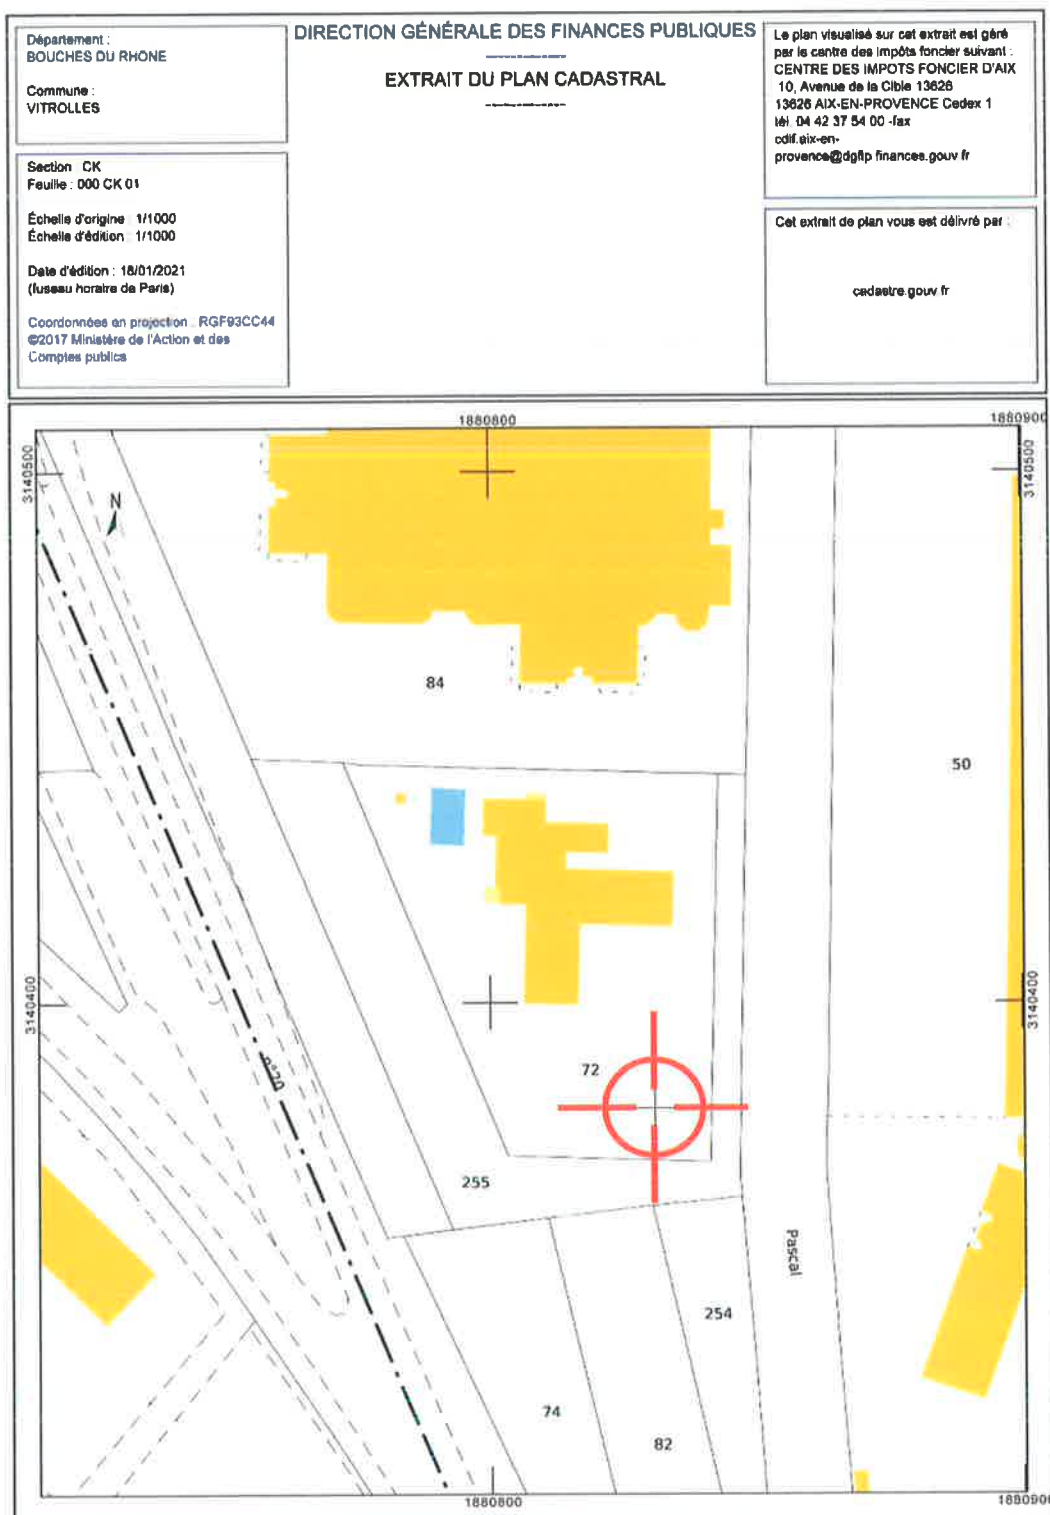 Département :
BOUCHES DU RHONE
Commune :
VITROLLES
Section : CK
Feuille : 000 CK 01
Échelle d'origine : 1/1000
Échelle d'édition : 1/1000
Date d'édition : 18/01/2021
(fuseau horaire de Paris)
Coordonnées en projection : RGF93CC44
©2017 Ministère de l'Action et des
Comptes publics
DIRECTION GÉNÉRALE DES FINANCES PUBLIQUES
EXTRAIT DU PLAN CADASTRAL
Le plan visualisé sur cet extrait est géré
par le centre des impôts foncier suivant :
CENTRE DES IMPOTS FONCIER D'AIX
10, Avenue de la Cible 13626
13626 AIX-EN-PROVENCE Cedex 1
tél. 04 42 37 54 00 -fax
cdif.aix-en-
provence@dgfip.finances.gouv.fr
Cet extrait de plan vous est délivré par :
cadastre.gouv.fr
1880800
1880900
3140500
3140500
N
84
50
3140400
3140400
72
255
Pascal
254
74
82
1880800
1880900